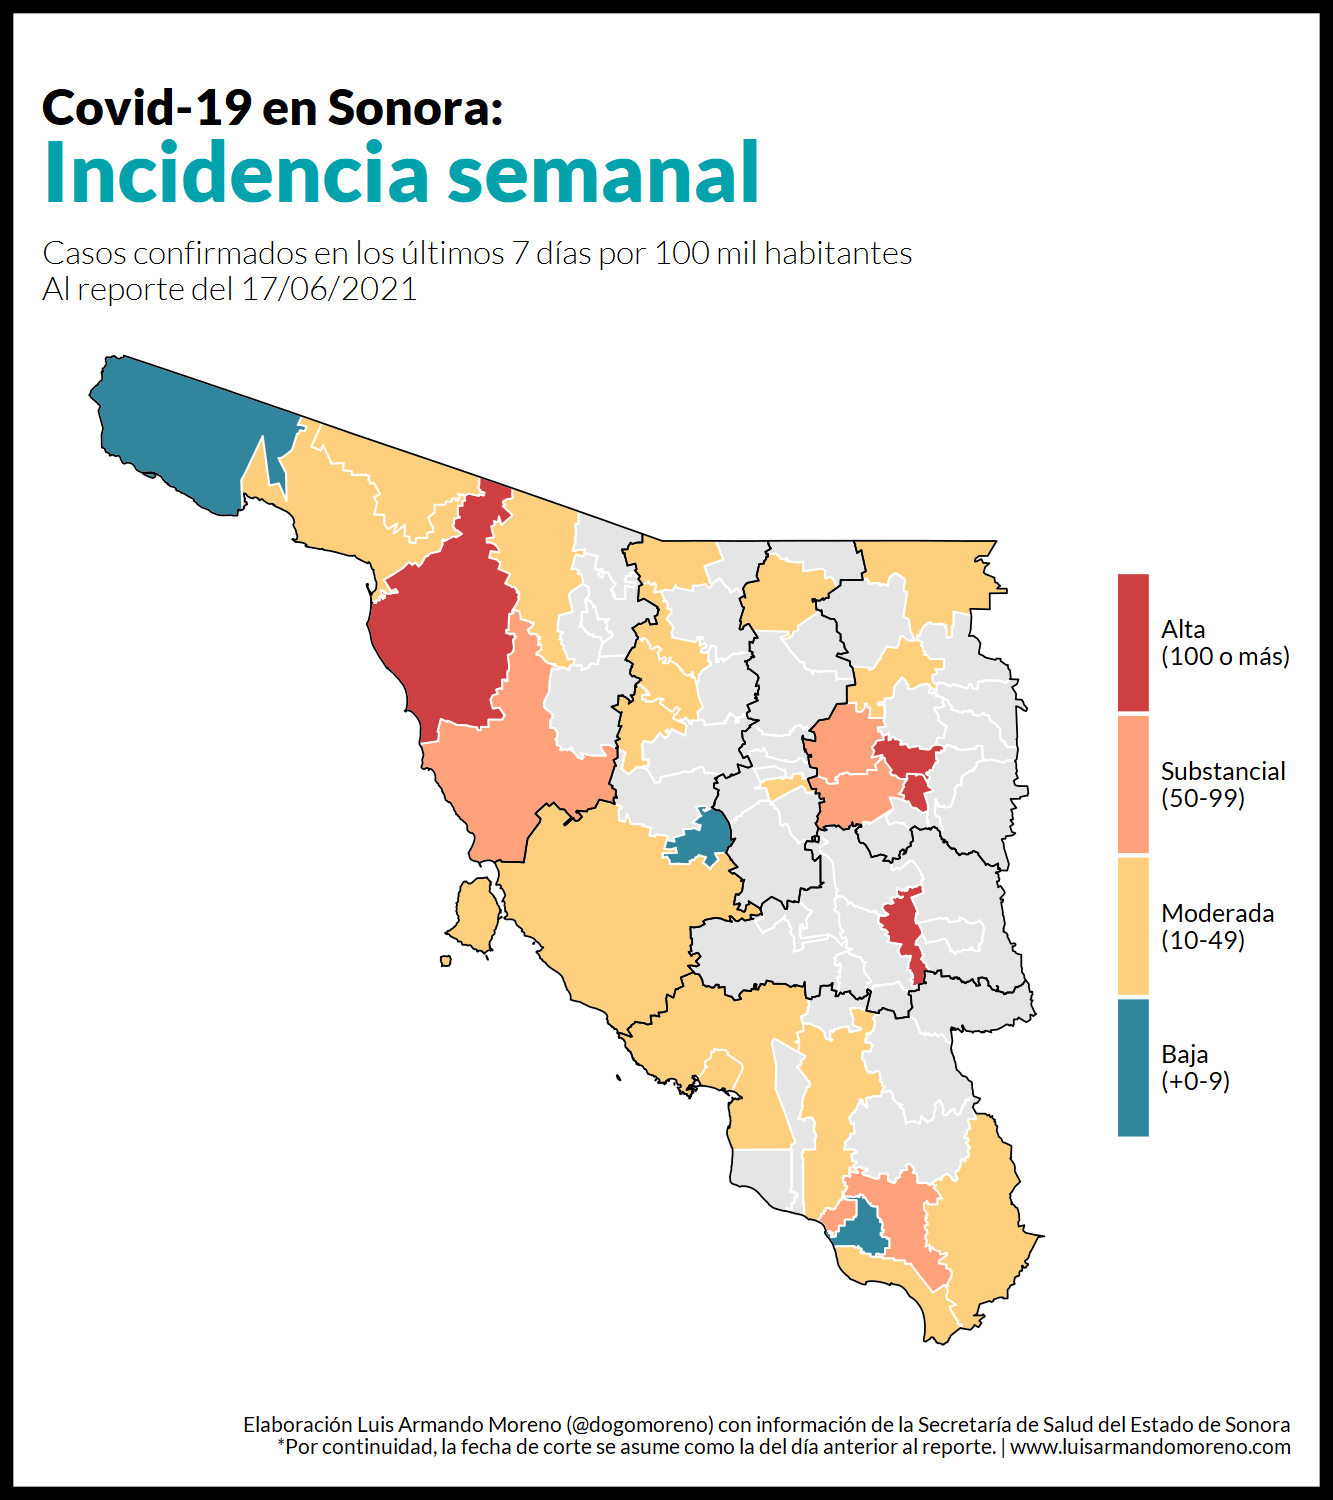 Covid-19 en Sonora:
Incidencia semanal
Casos confirmados en los últimos 7 días por 100 mil habitantes
Al reporte del 17/06/2021
Alta
(100 o más)
Substancial
(50-99)
Moderada
(10-49)
Baja
(+0-9)
Elaboración Luis Armando Moreno (@dogomoreno) con información de la Secretaría de Salud del Estado de Sonora
*Por continuidad, la fecha de corte se asume como la del día anterior al reporte. | www.luisarmandomoreno.com